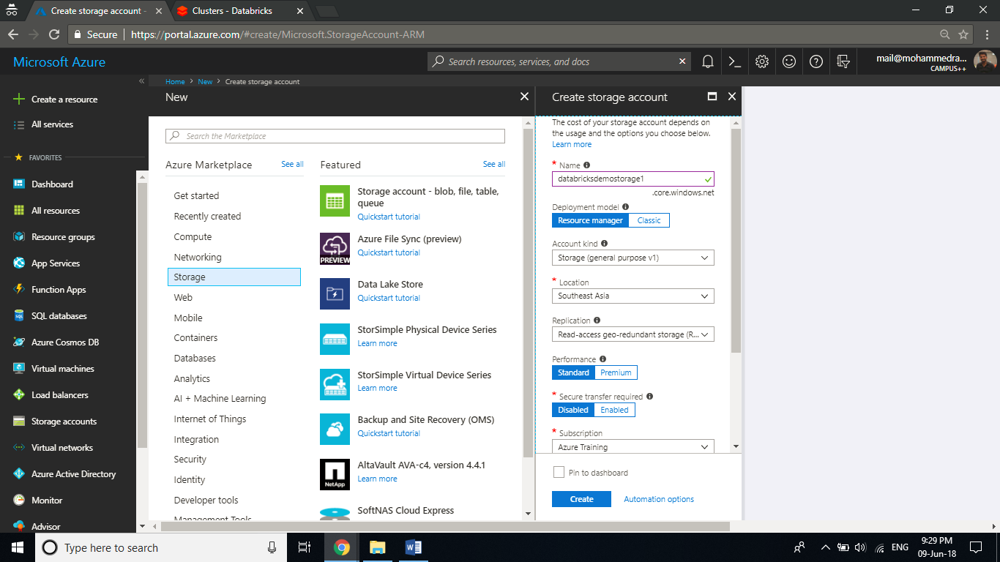 Create storage account -
Clusters - Databricks
Secure
https://portal.azure.com/#create/Microsoft.StorageAccount-ARM
Microsoft Azure
Search resources, services, and docs
mail@mohammedra...
CAMPUS++
Home > New > Create storage account
Create a resource
All services
FAVORITES
Dashboard
All resources
Resource groups
App Services
Function Apps
SQL databases
Azure Cosmos DB
Virtual machines
Load balancers
Storage accounts
Virtual networks
Azure Active Directory
Monitor
Advisor
New
Search the Marketplace
Azure Marketplace
See all
Get started
Recently created
Compute
Networking
Storage
Web
Mobile
Containers
Databases
Analytics
AI + Machine Learning
Internet of Things
Integration
Security
Identity
Developer tools
Management Tools
Featured
See all
Storage account - blob, file, table,
queue
Quickstart tutorial
Azure File Sync (preview)
Quickstart tutorial
PREVIEW
Data Lake Store
Quickstart tutorial
StorSimple Physical Device Series
Learn more
StorSimple Virtual Device Series
Learn more
Backup and Site Recovery (OMS)
Quickstart tutorial
AltaVault AVA-c4, version 4.4.1
Learn more
NetApp
SoftNAS Cloud Express
Create storage account
The cost of your storage account depends on
the usage and the options you choose below.
Learn more
* Name
databricksdemostorage1
.core.windows.net
Deployment model
Resource manager Classic
Account kind
Storage (general purpose v1)
* Location
Southeast Asia
Replication
Read-access geo-redundant storage (R...
Performance
Standard Premium
* Secure transfer required
Disabled Enabled
* Subscription
Azure Training
Pin to dashboard
Create
Automation options
Type here to search
ENG
9:29 PM
09-Jun-18